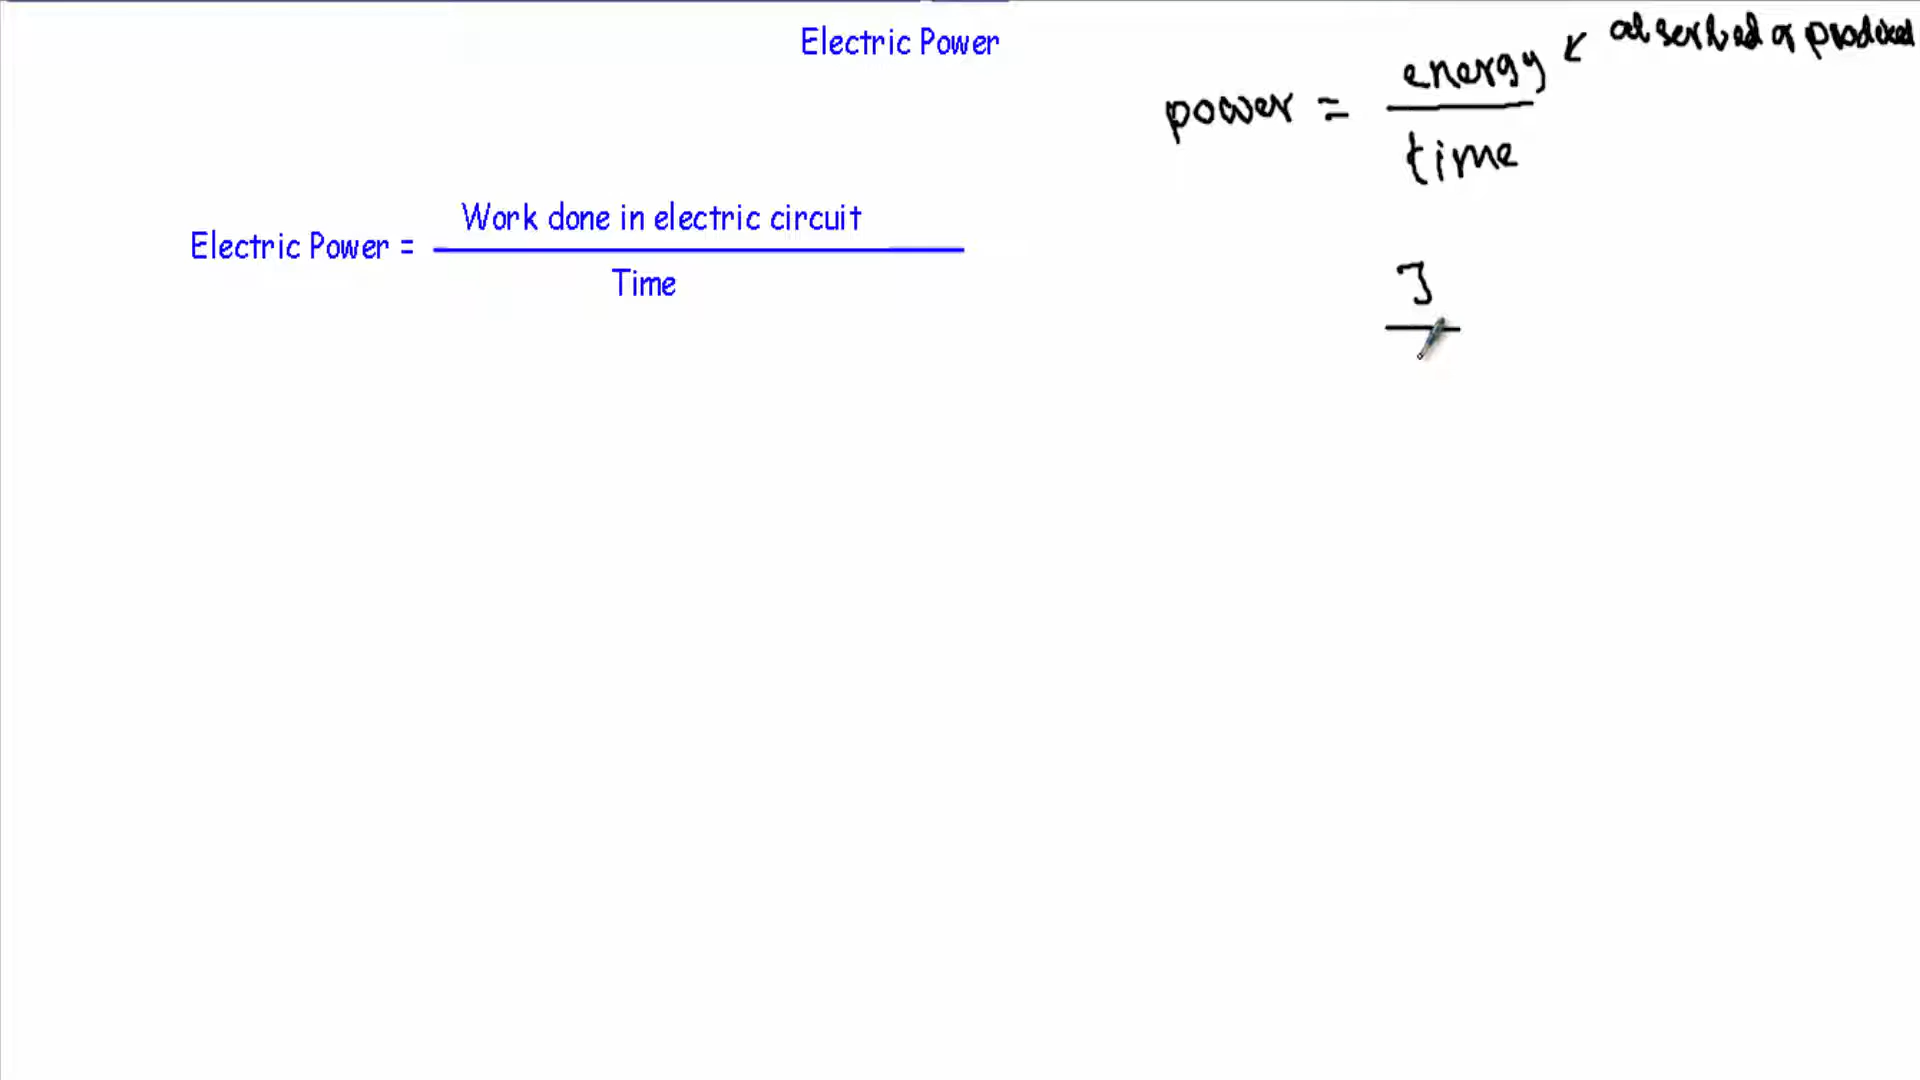 Electric Power
energy ← absorbed or produced
power = 
time
Work done in electric circuit
Electric Power =
Time
J